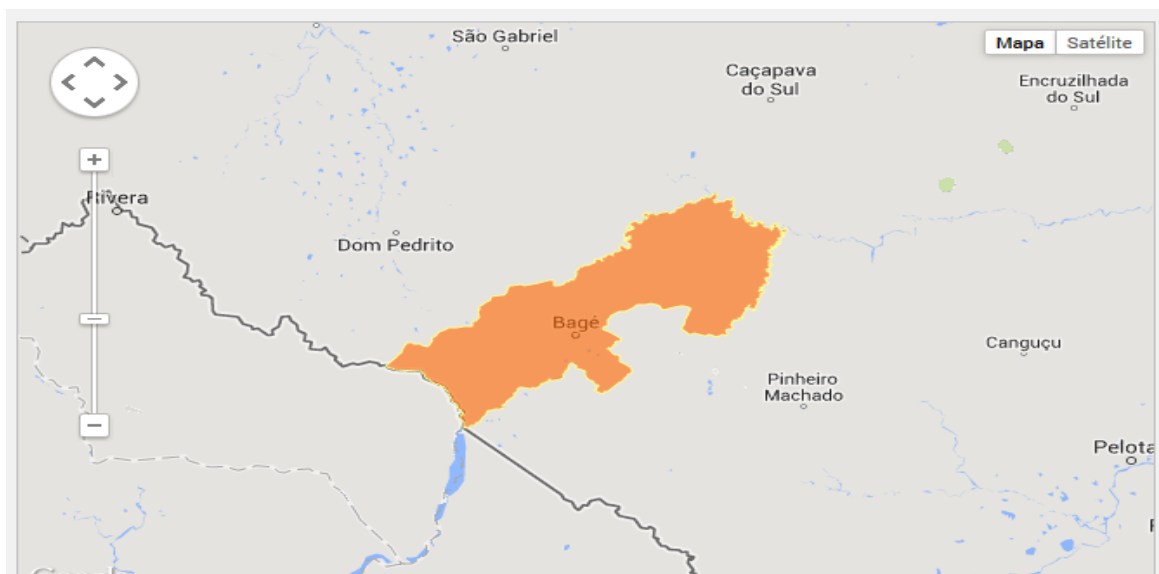 São Gabriel
Mapa Satélite
Caçapava
do Sul
Encruzilhada
do Sul
Rivera
Dom Pedrito
Bagé
Canguçu
Pinheiro
Machado
Pelota